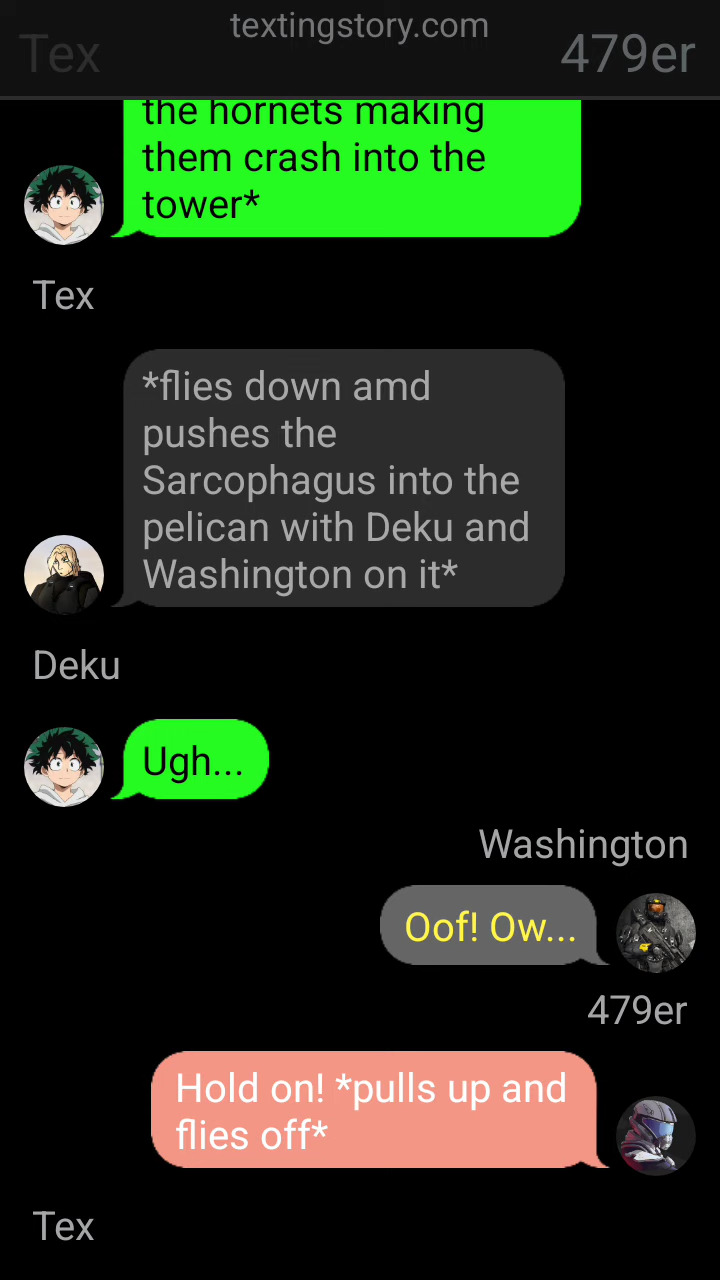 textingstory.com
Tex
479er
the hornets making
them crash into the
tower*
Tex
*flies down amd
pushes the
Sarcophagus into the
pelican with Deku and
Washington on it*
Deku
Ugh...
Washington
Oof! Ow...
479er
Hold on! *pulls up and
flies off*
Tex